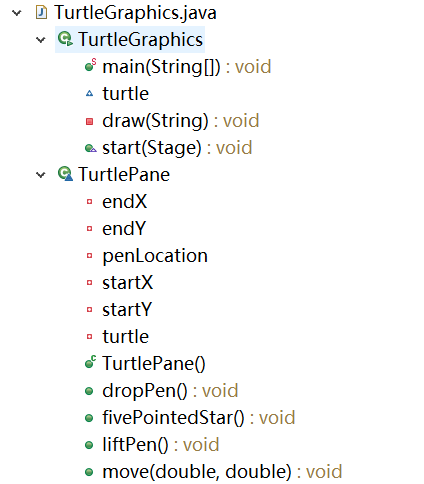 TurtleGraphics.java
TurtleGraphics
main(String[]) : void
turtle
draw(String) : void
start(Stage) : void
TurtlePane
endX
endY
penLocation
startX
startY
turtle
TurtlePane()
dropPen() : void
fivePointedStar() : void
liftPen() : void
move(double, double) : void